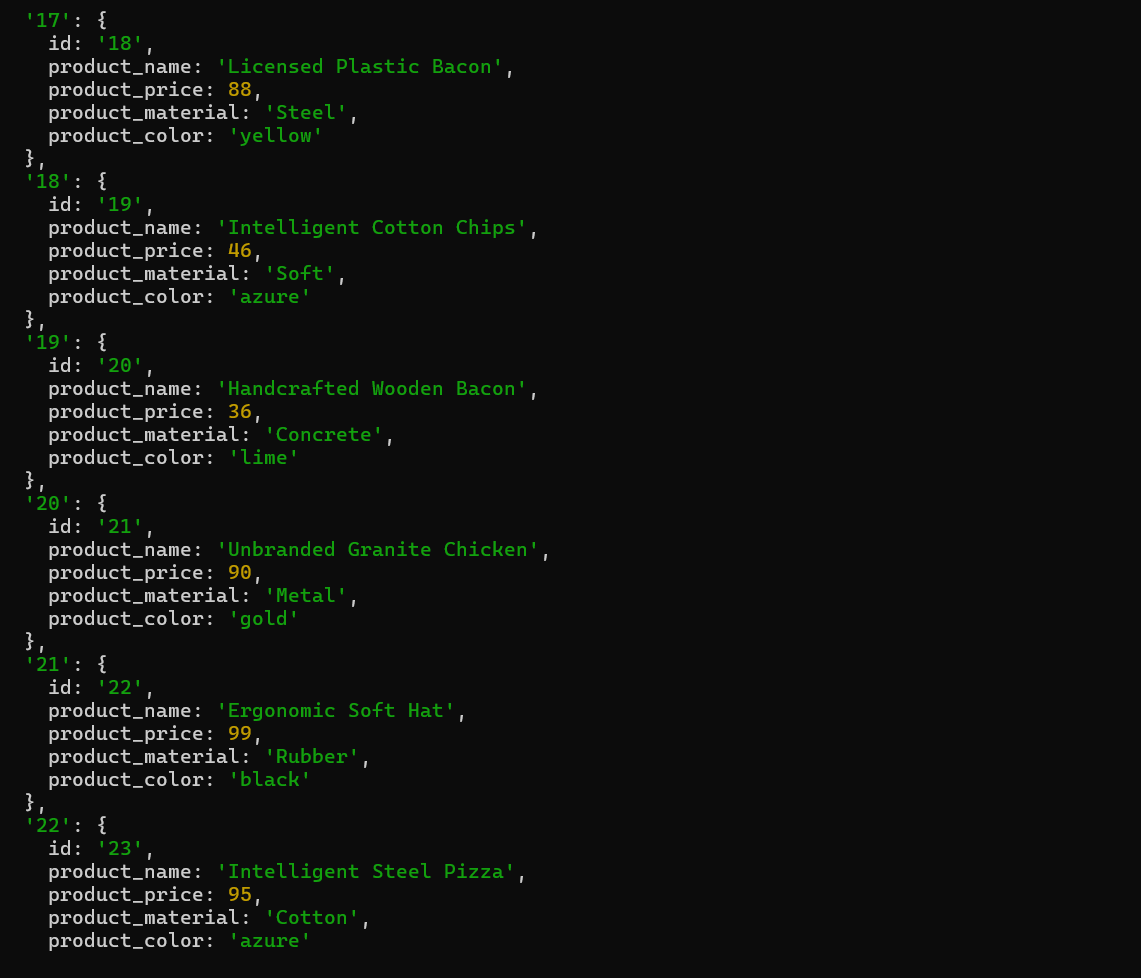 '17': {
  id: '18',
  product_name: 'Licensed Plastic Bacon',
  product_price: 88,
  product_material: 'Steel',
  product_color: 'yellow'
},
'18': {
  id: '19',
  product_name: 'Intelligent Cotton Chips',
  product_price: 46,
  product_material: 'Soft',
  product_color: 'azure'
},
'19': {
  id: '20',
  product_name: 'Handcrafted Wooden Bacon',
  product_price: 36,
  product_material: 'Concrete',
  product_color: 'lime'
},
'20': {
  id: '21',
  product_name: 'Unbranded Granite Chicken',
  product_price: 90,
  product_material: 'Metal',
  product_color: 'gold'
},
'21': {
  id: '22',
  product_name: 'Ergonomic Soft Hat',
  product_price: 99,
  product_material: 'Rubber',
  product_color: 'black'
},
'22': {
  id: '23',
  product_name: 'Intelligent Steel Pizza',
  product_price: 95,
  product_material: 'Cotton',
  product_color: 'azure'